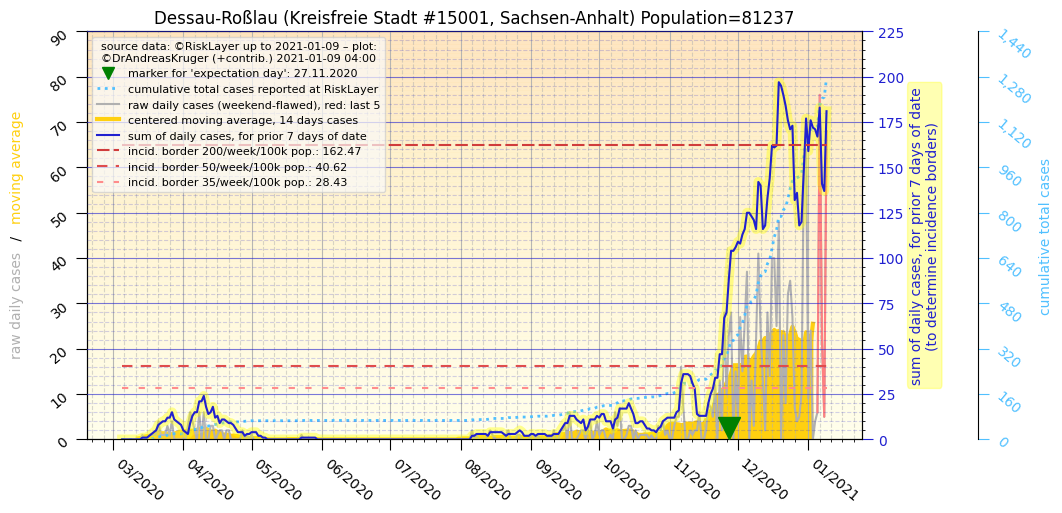 Dessau-Roßlau (Kreisfreie Stadt #15001, Sachsen-Anhalt) Population=81237
source data: ©RiskLayer up to 2021-01-09 – plot:
©DrAndreasKruger (+contrib.) 2021-01-09 04:00
marker for 'expectation day': 27.11.2020
cumulative total cases reported at RiskLayer
raw daily cases (weekend-flawed), red: last 5
centered moving average, 14 days cases
sum of daily cases, for prior 7 days of date
incid. border 200/week/100k pop.: 162.47
incid. border 50/week/100k pop.: 40.62
incid. border 35/week/100k pop.: 28.43
raw daily cases / moving average
90
80
70
60
50
40
30
20
10
0
03/2020
04/2020
05/2020
06/2020
07/2020
08/2020
09/2020
10/2020
11/2020
12/2020
01/2021
225
200
175
150
125
100
75
50
25
0
sum of daily cases, for prior 7 days of date
(to determine incidence borders)
1,440
1,280
1,120
960
800
640
480
320
160
0
cumulative total cases